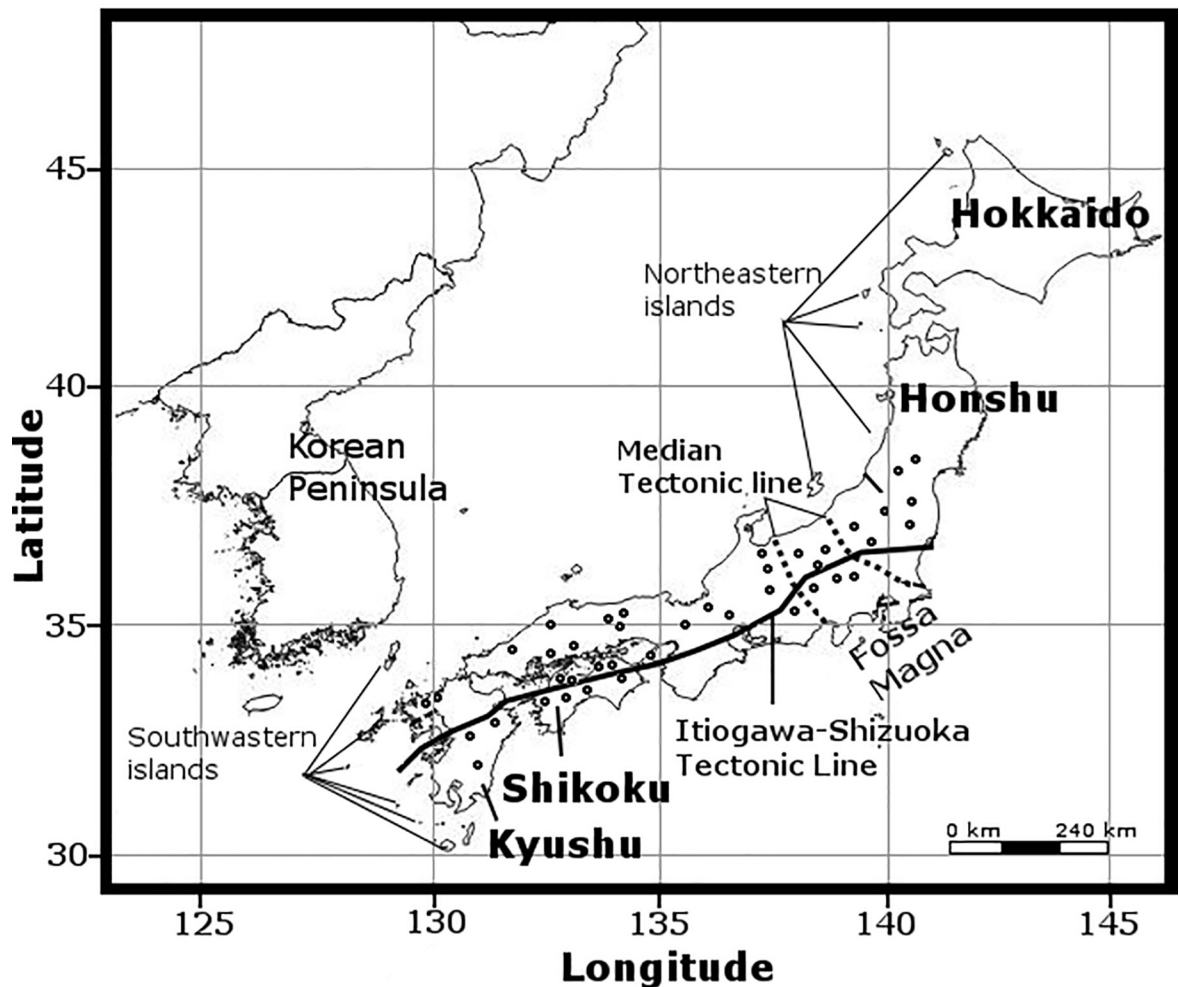 45
Hokkaido
Northeastern
islands
40
Honshu
Korean
Peninsula
Median
Tectonic line
Latitude
35
Fossa
Magna
Southwastern
islands
Itiogawa-Shizuoka
Tectonic Line
Shikoku
Kyushu
0 km 240 km
30
125 130 135 140 145
Longitude